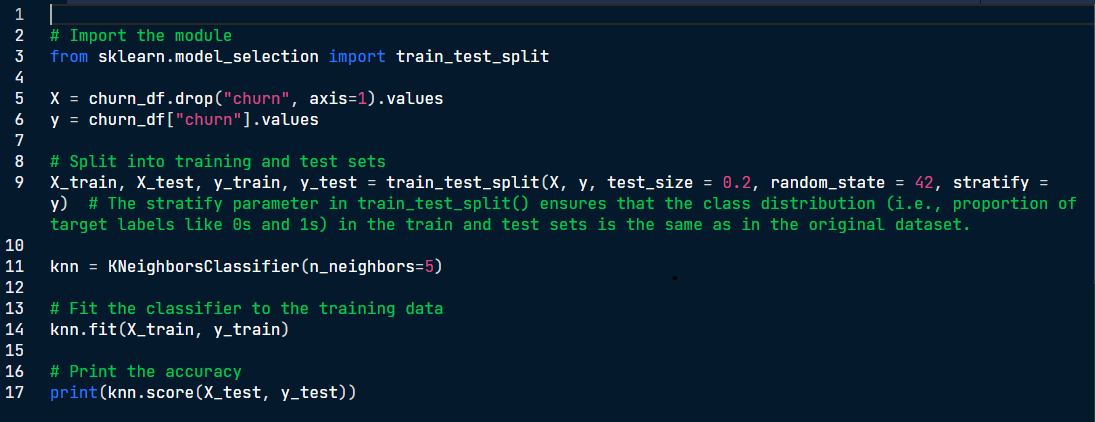 1
2 # Import the module
3 from sklearn.model_selection import train_test_split
4
5 X = churn_df.drop("churn", axis=1).values
6 y = churn_df["churn"].values
7
8 # Split into training and test sets
9 X_train, X_test, y_train, y_test = train_test_split(X, y, test_size = 0.2, random_state = 42, stratify =
y)  # The stratify parameter in train_test_split() ensures that the class distribution (i.e., proportion of
target labels like 0s and 1s) in the train and test sets is the same as in the original dataset.
10
11 knn = KNeighborsClassifier(n_neighbors=5)
12
13 # Fit the classifier to the training data
14 knn.fit(X_train, y_train)
15
16 # Print the accuracy
17 print(knn.score(X_test, y_test))